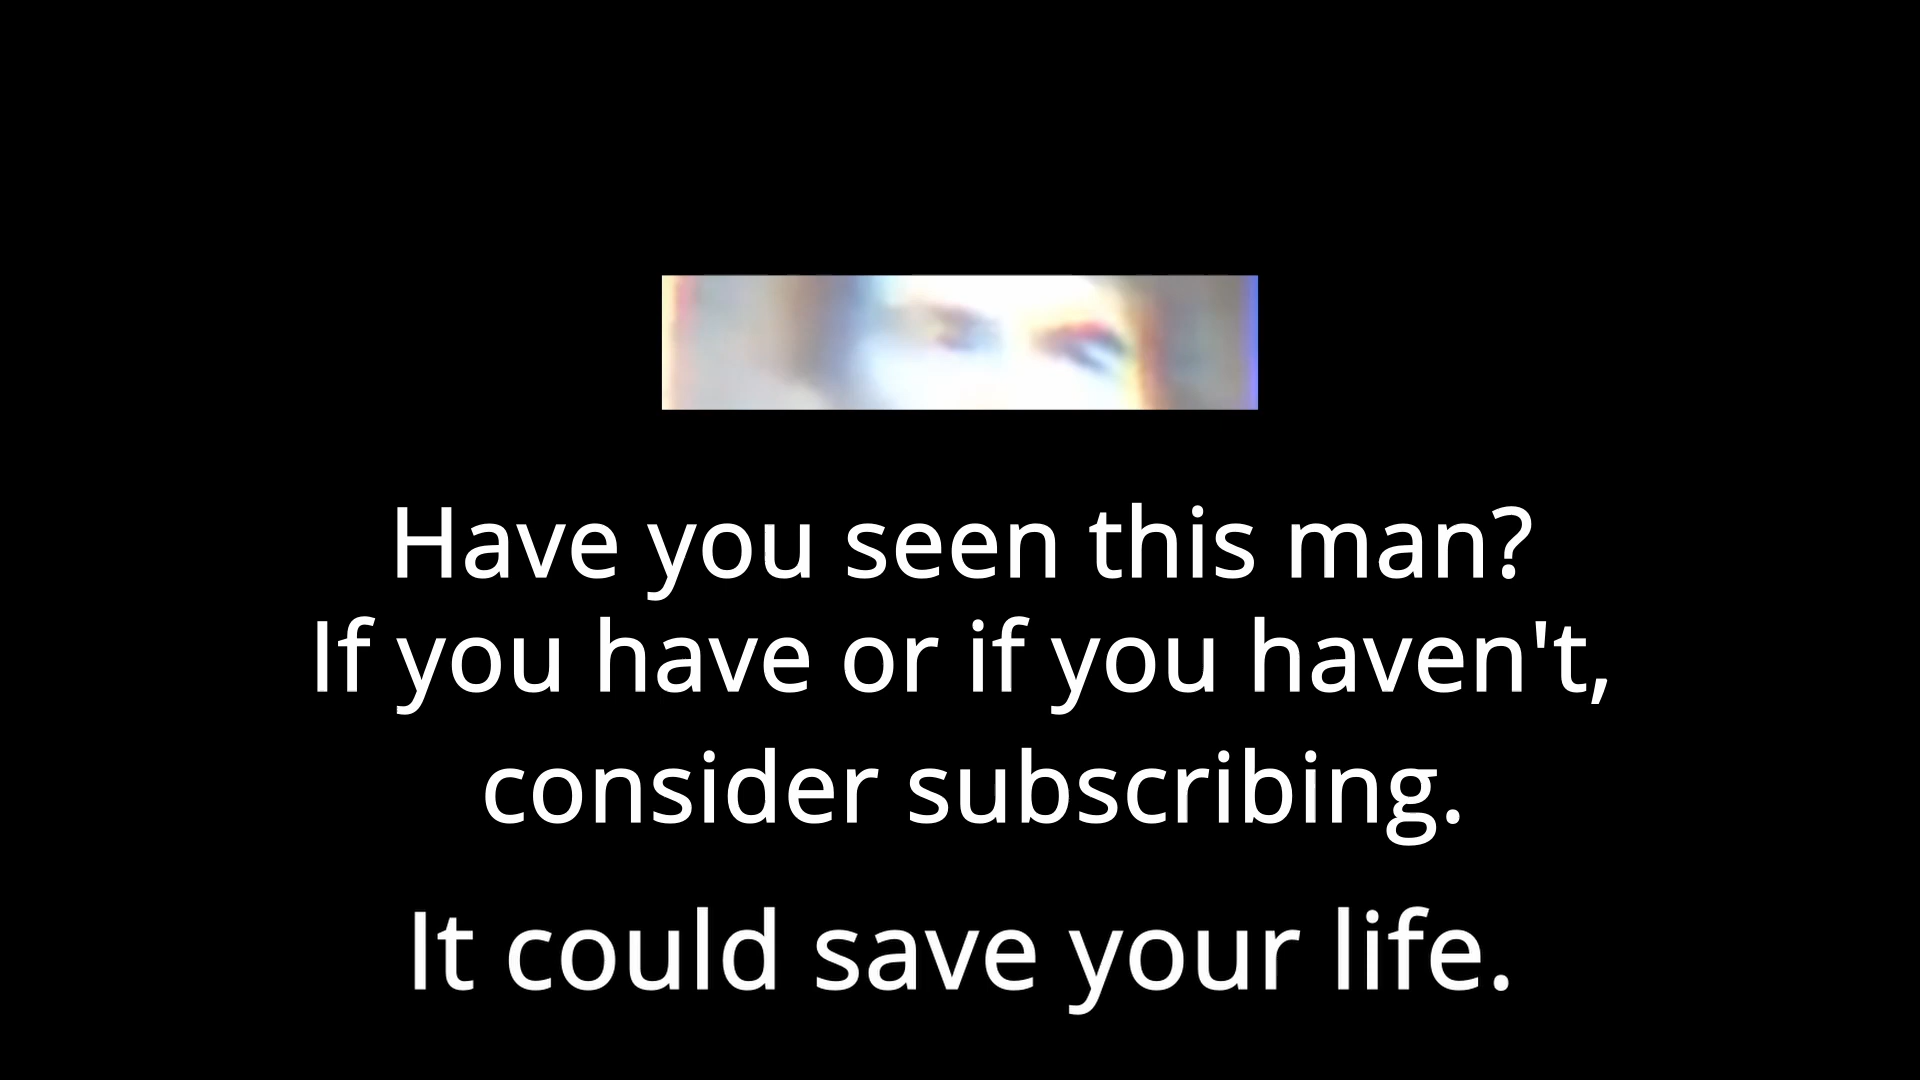 Have you seen this man?
If you have or if you haven't,
consider subscribing.
It could save your life.